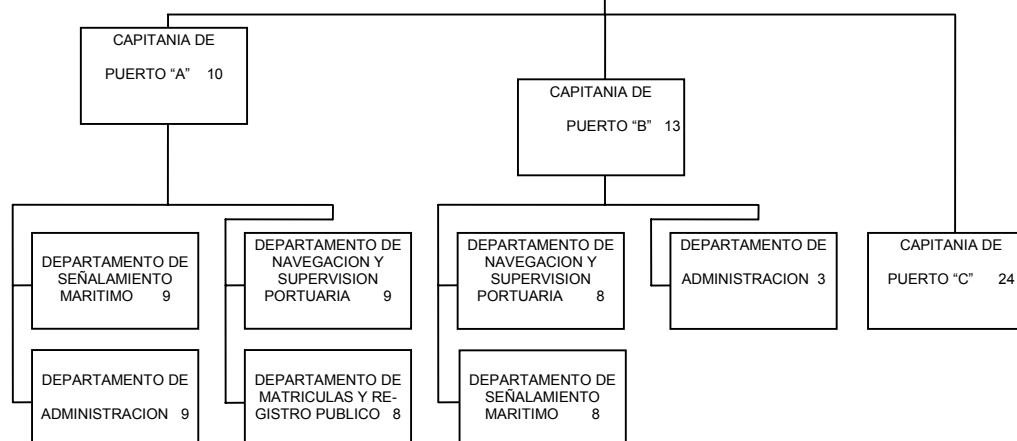 CAPITANIA DE
PUERTO “A” 10
CAPITANIA DE
PUERTO “B” 13
DEPARTAMENTO DE
SEÑALAMIENTO
MARITIMO 9
DEPARTAMENTO DE
NAVEGACION Y
SUPERVISION
PORTUARIA 9
DEPARTAMENTO DE
NAVEGACION Y
SUPERVISION
PORTUARIA 8
DEPARTAMENTO DE
ADMINISTRACION 3
CAPITANIA DE
PUERTO “C” 24
DEPARTAMENTO DE
ADMINISTRACION 9
DEPARTAMENTO DE
MATRICULAS Y RE-
GISTRO PUBLICO 8
DEPARTAMENTO DE
SEÑALAMIENTO
MARITIMO 8